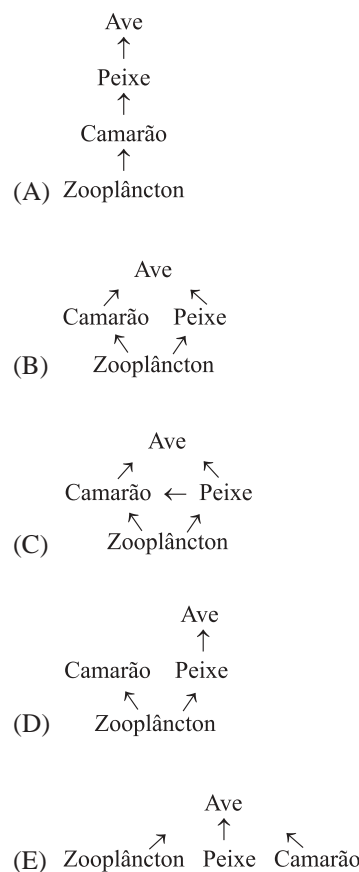 Ave
↑
Peixe
↑
Camarão
↑
(A) Zooplâncton
Ave
↗ ↖
Camarão Peixe
↖ ↗
(B) Zooplâncton
Ave
↗ ↖
Camarão ← Peixe
↖ ↗
(C) Zooplâncton
Ave
↑
Camarão Peixe
↖ ↗
(D) Zooplâncton
Ave
↗ ↑ ↖
(E) Zooplâncton Peixe Camarão